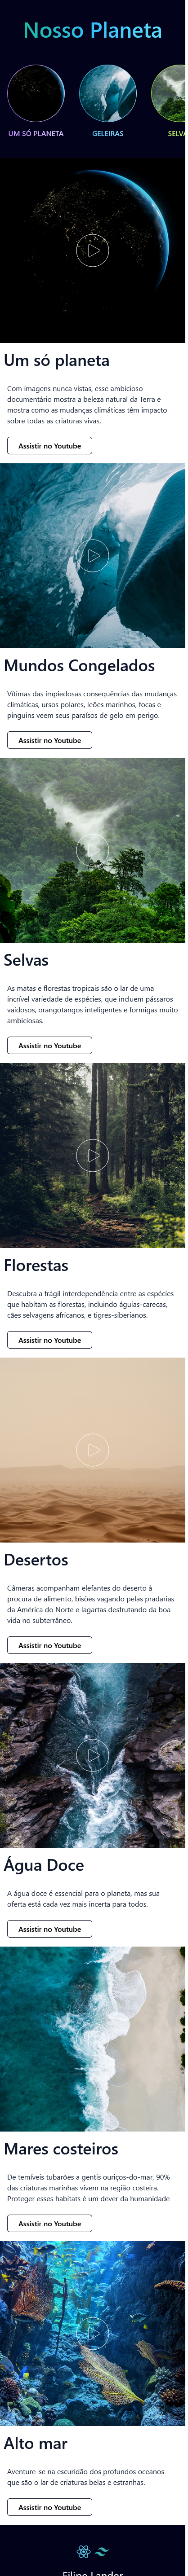 Nosso Planeta
UM SÓ PLANETA
GELEIRAS
Um só planeta
Com imagens nunca vistas, esse ambicioso
documentário mostra a beleza natural da Terra e
mostra como as mudanças climáticas têm impacto
sobre todas as criaturas vivas.
Assistir no Youtube
Mundos Congelados
Vítimas das impiedosas consequências das mudanças
climáticas, ursos polares, leões marinhos, focas e
pinguins veem seus paraísos de gelo em perigo.
Assistir no Youtube
Selvas
As matas e florestas tropicais são o lar de uma
incrível variedade de espécies, que incluem pássaros
vaidosos, orangotangos inteligentes e formigas muito
ambiciosas.
Assistir no Youtube
Florestas
Descubra a frágil interdependência entre as espécies
que habitam as florestas, incluindo águias-carecas,
cães selvagens africanos, e tigres-siberianos.
Assistir no Youtube
Desertos
Câmeras acompanham elefantes do deserto à
procura de alimento, bisões vagando pelas pradarias
da América do Norte e lagartas desfrutando da boa
vida no subterrâneo.
Assistir no Youtube
Água Doce
A água doce é essencial para o planeta, mas sua
oferta está cada vez mais incerta para todos.
Assistir no Youtube
Mares costeiros
De temíveis tubarões a gentis ouriços-do-mar, 90%
das criaturas marinhas vivem na região costeira.
Proteger esses habitats é um dever da humanidade
Assistir no Youtube
Alto mar
Aventure-se na escuridão dos profundos oceanos
que são o lar de criaturas belas e estranhas.
Assistir no Youtube